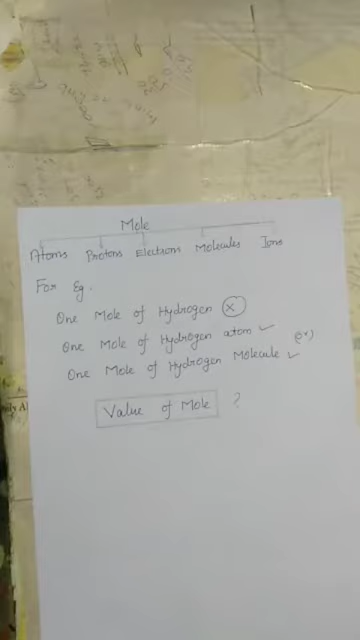 Mole
Atoms Protons Electrons Molecules Ions
For Eg.
One Mole of Hydrogen X
One Mole of Hydrogen atom ✓ (or)
One Mole of Hydrogen Molecule ✓
Value of Mole ?